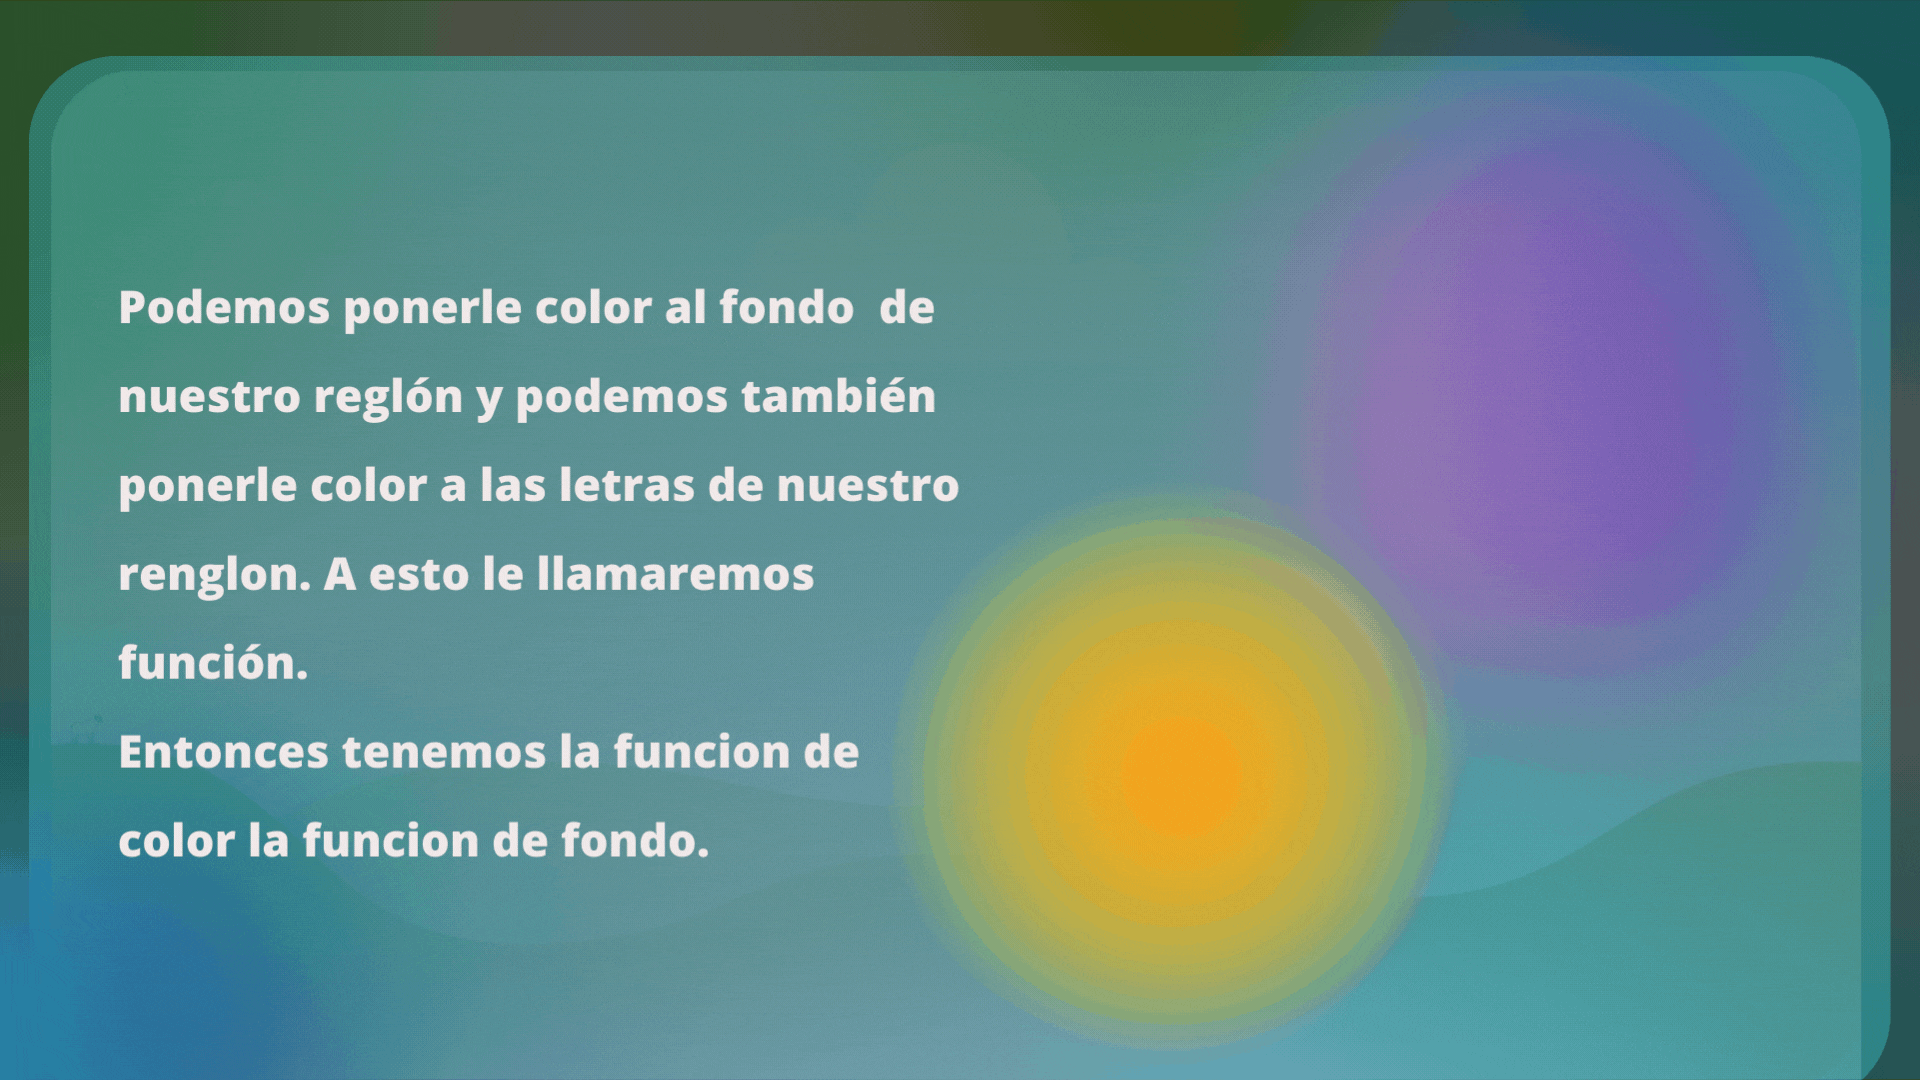 Podemos ponerle color al fondo  de
nuestro reglón y podemos también
ponerle color a las letras de nuestro
renglon. A esto le llamaremos
función.
Entonces tenemos la funcion de
color la funcion de fondo.